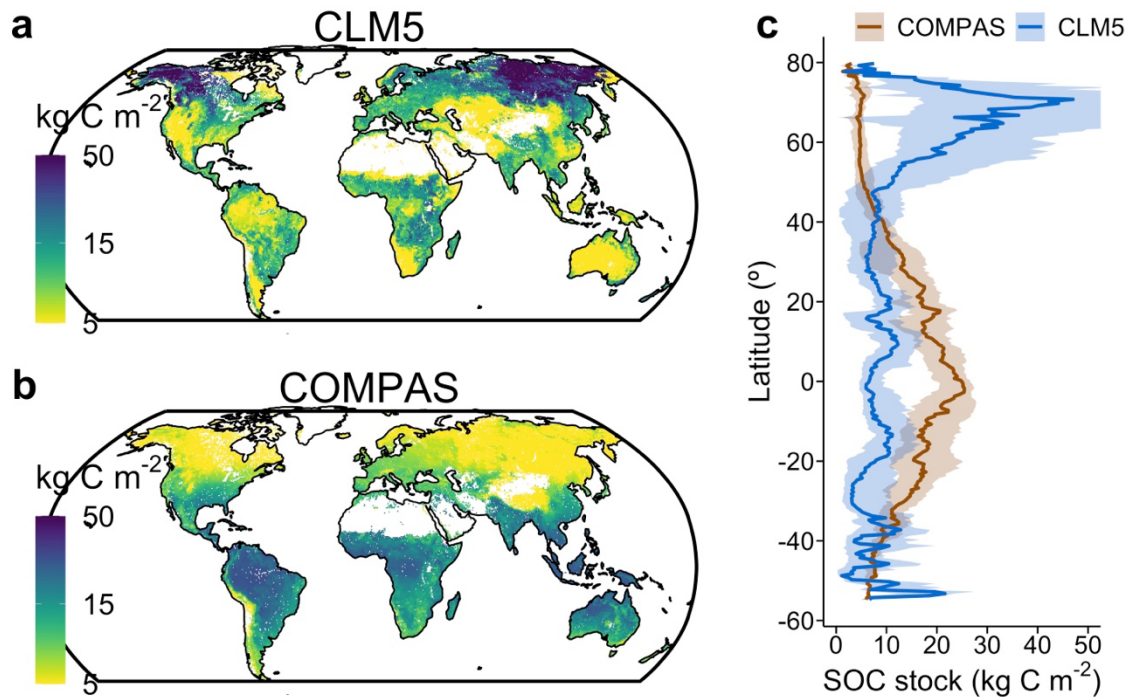 a
CLM5
kg C m⁻²
50
15
5
b
COMPAS
kg C m⁻²
50
15
5
c
COMPAS
CLM5
80
60
40
20
0
-20
-40
-60
Latitude (º)
0 10 20 30 40 50
SOC stock (kg C m⁻²)